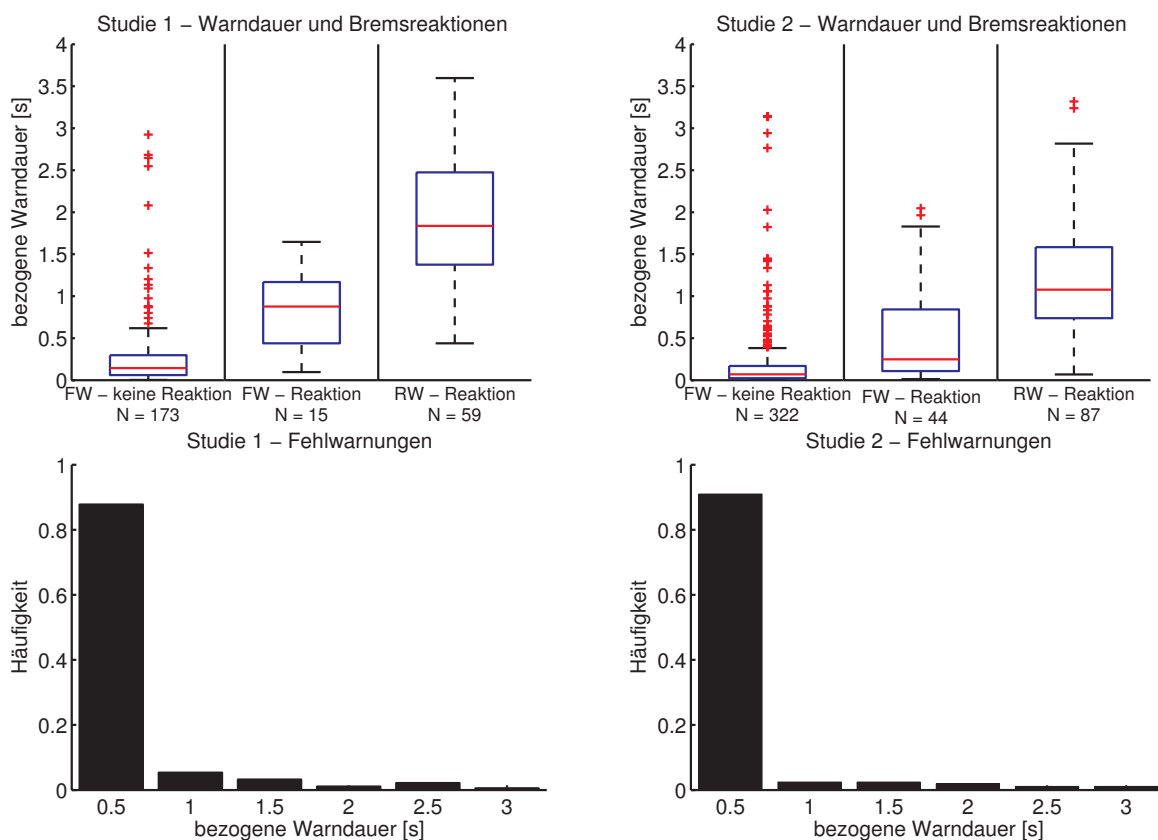 Studie 1 – Warndauer und Bremsreaktionen
bezogene Warndauer [s]
4
3.5
3
2.5
2
1.5
1
0.5
0
FW – keine Reaktion
N = 173
FW – Reaktion
N = 15
RW – Reaktion
N = 59
Studie 2 – Warndauer und Bremsreaktionen
bezogene Warndauer [s]
4
3.5
3
2.5
2
1.5
1
0.5
0
FW – keine Reaktion
N = 322
FW – Reaktion
N = 44
RW – Reaktion
N = 87
Studie 1 – Fehlwarnungen
Häufigkeit
1
0.8
0.6
0.4
0.2
0
0.5 1 1.5 2 2.5 3
bezogene Warndauer [s]
Studie 2 – Fehlwarnungen
Häufigkeit
1
0.8
0.6
0.4
0.2
0
0.5 1 1.5 2 2.5 3
bezogene Warndauer [s]